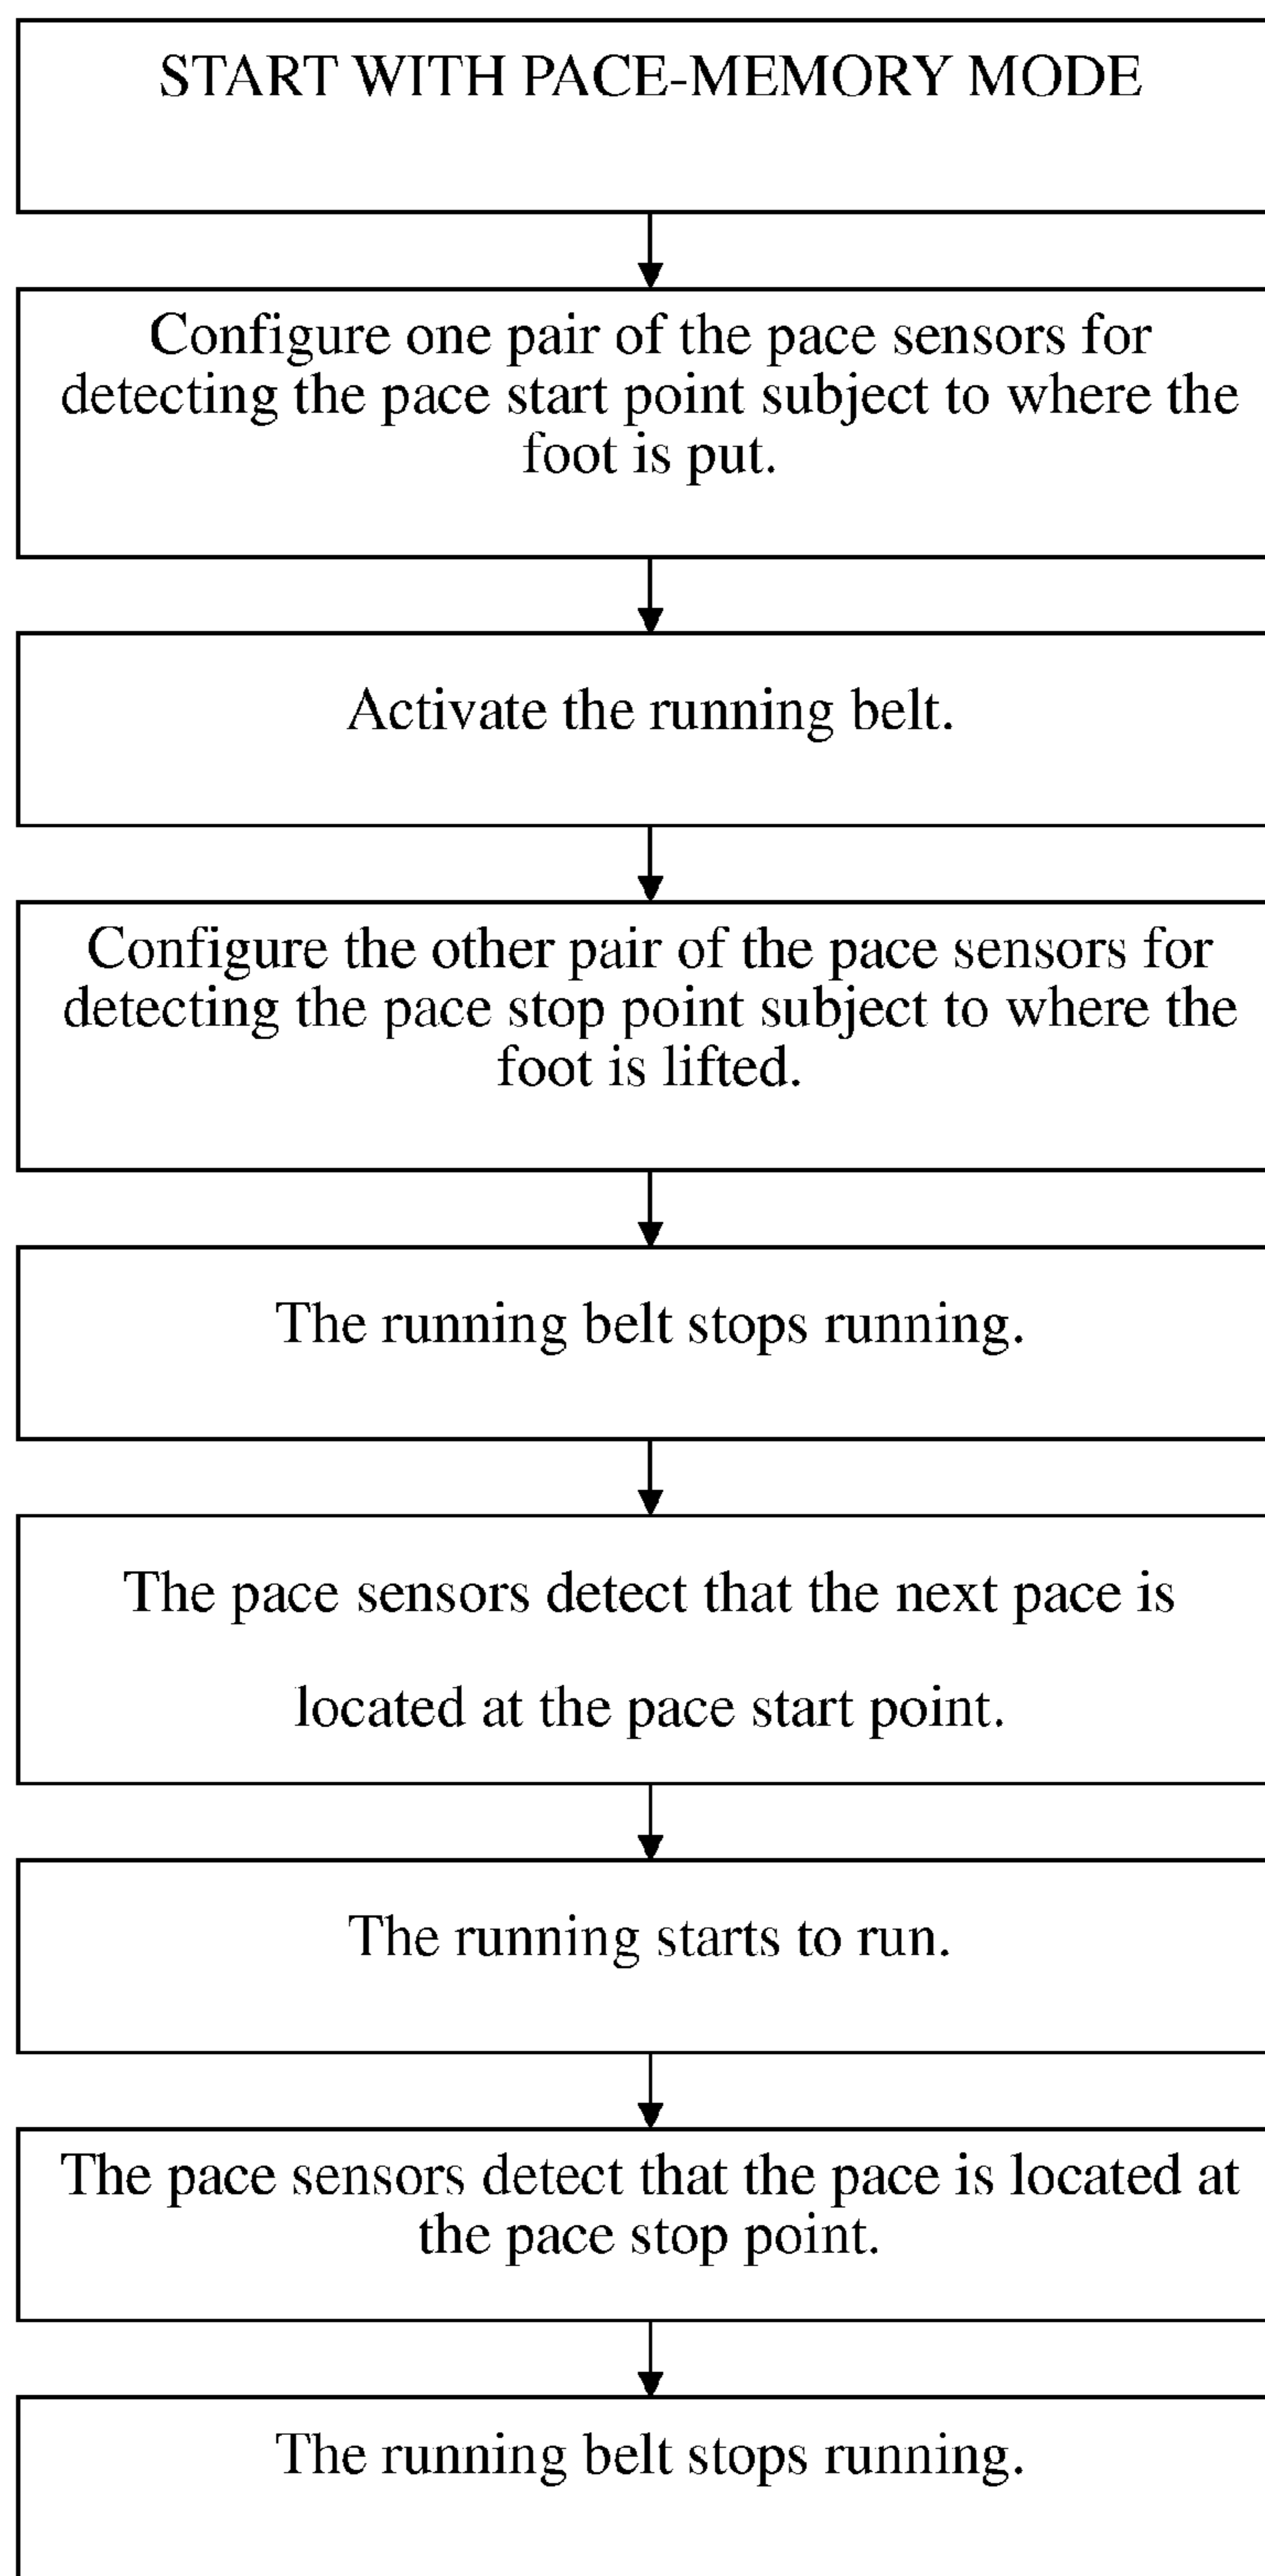 START WITH PACE-MEMORY MODE
Configure one pair of the pace sensors for
detecting the pace start point subject to where the
foot is put.
Activate the running belt.
Configure the other pair of the pace sensors for
detecting the pace stop point subject to where the
foot is lifted.
The running belt stops running.
The pace sensors detect that the next pace is
located at the pace start point.
The running starts to run.
The pace sensors detect that the pace is located at
the pace stop point.
The running belt stops running.